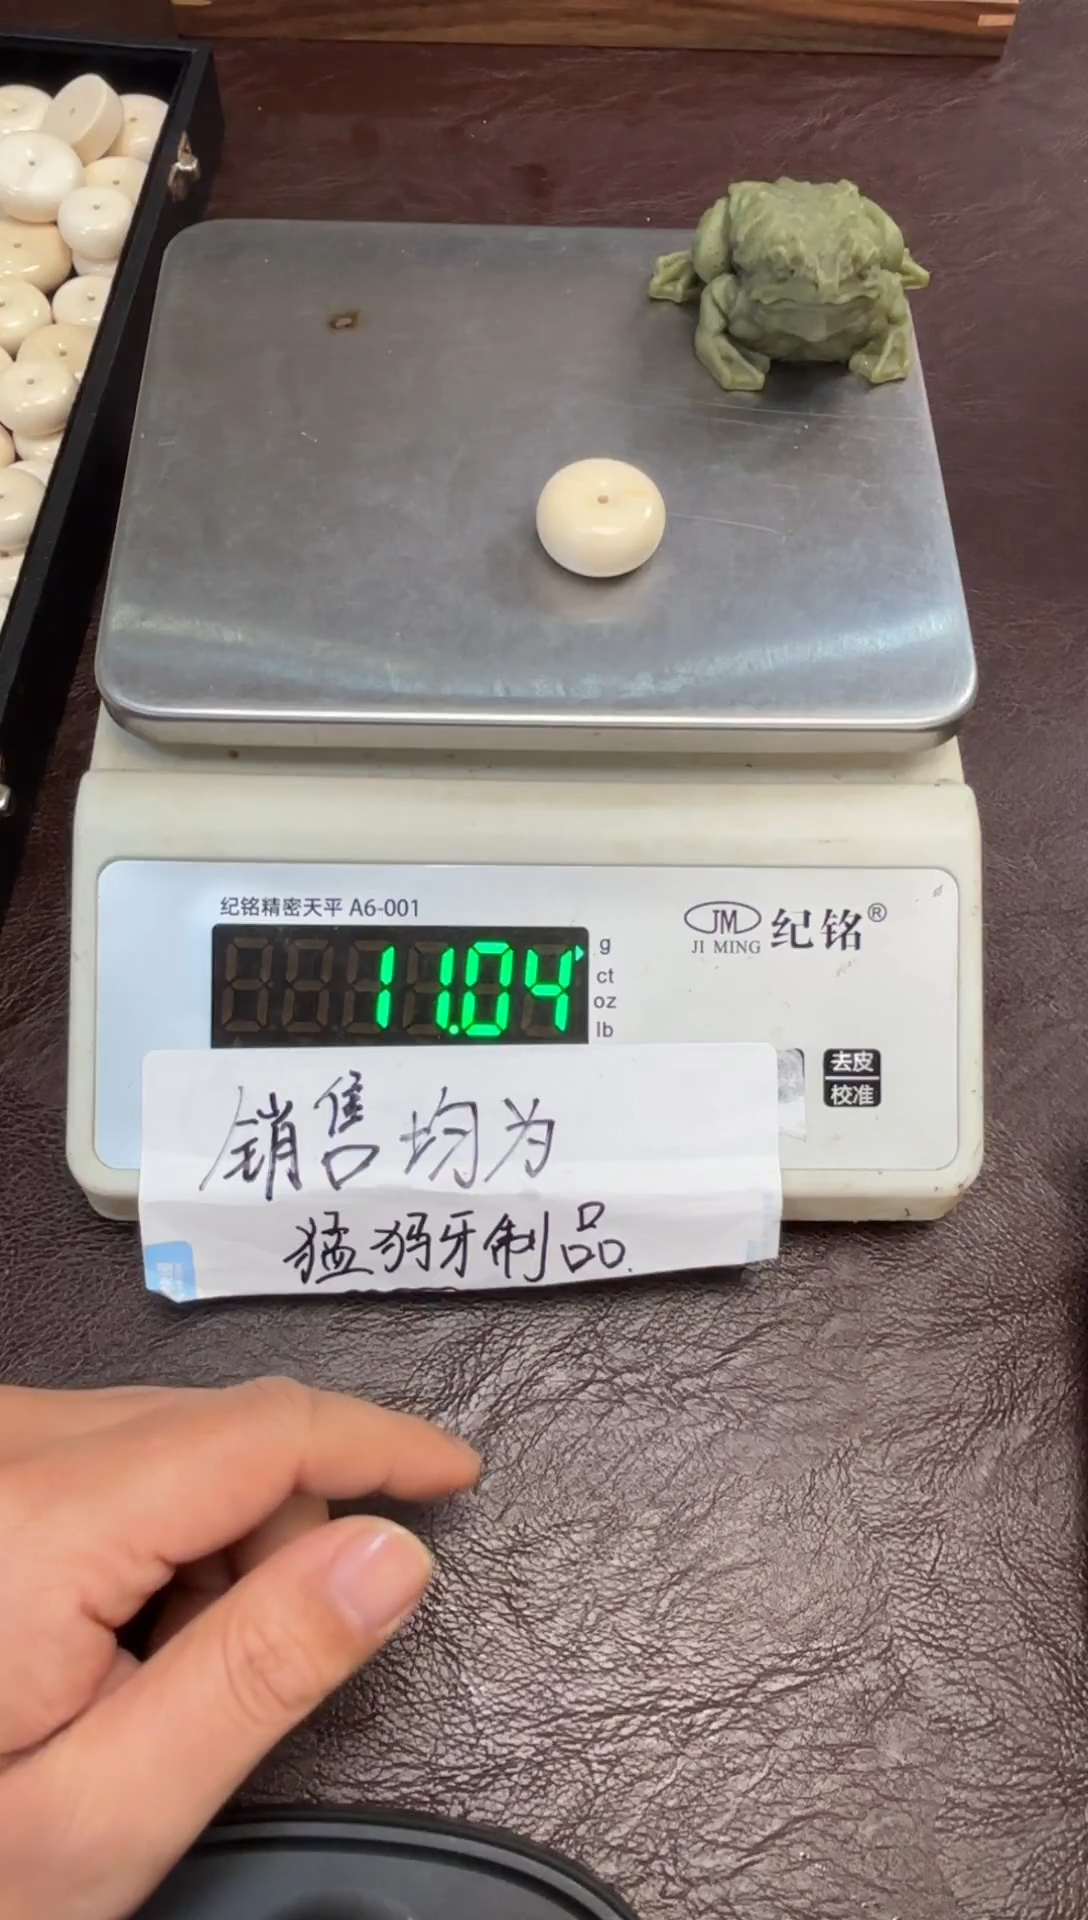 纪铭精密天平 A6-001
JM
JI MING
纪铭®
11.04
g
ct
oz
lb
去皮
校准
销售均为
猛犸牙制品.